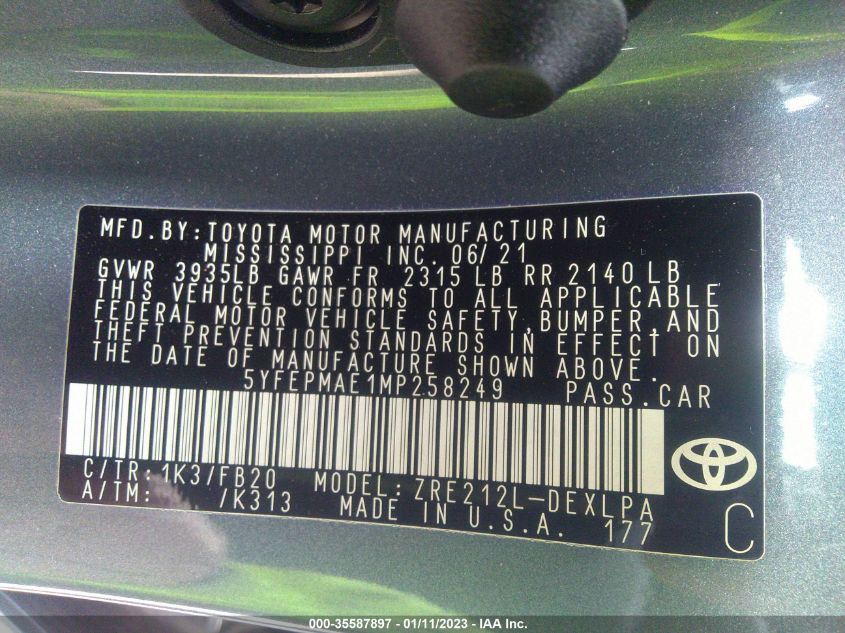 MFD.BY:TOYOTA MOTOR MANUFACTURING
MISSISSIPPI INC. 06/21
GVWR 3935LB GAWR FR 2315 LB RR 2140 LB
THIS VEHICLE CONFORMS TO ALL APPLICABLE
FEDERAL MOTOR VEHICLE SAFETY,BUMPER,AND
THEFT PREVENTION STANDARDS IN EFFECT ON
THE DATE OF MANUFACTURE SHOWN ABOVE.
5YFEPMAE1MP258249 PASS.CAR
C/TR:1K3/FB20 MODEL:ZRE212L-DEXLPA
A/TM: /K313 MADE IN U.S.A. 177
C
000-35587897 - 01/11/2023 - IAA Inc.